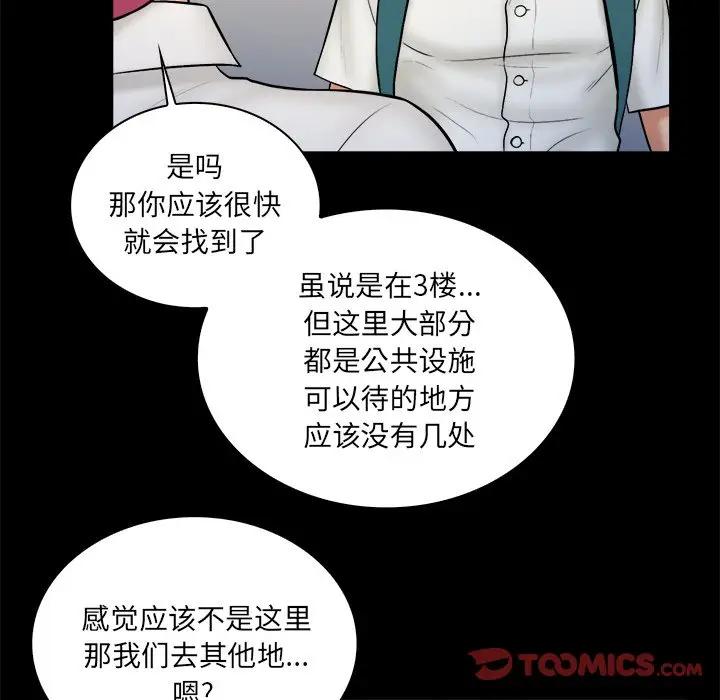 是吗
那你应该很快
就会找到了
虽说是在3楼...
但这里大部分
都是公共设施
可以待的地方
应该没有几处
感觉应该不是这里
那我们去其他地...
嗯?
TOOMICS.COM